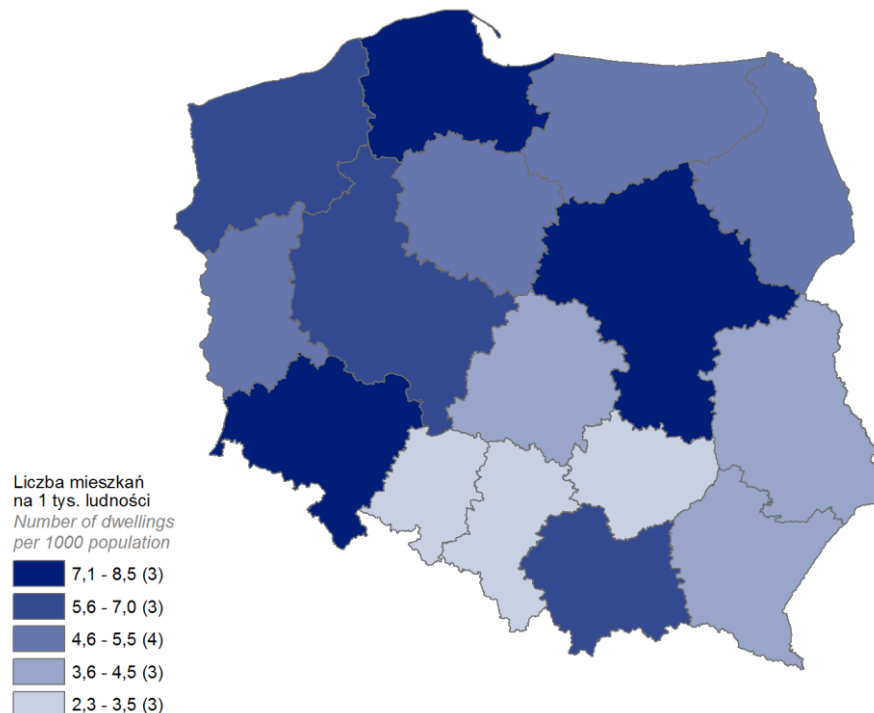 Liczba mieszkań
na 1 tys. ludności
Number of dwellings
per 1000 population
7,1 - 8,5 (3)
5,6 - 7,0 (3)
4,6 - 5,5 (4)
3,6 - 4,5 (3)
2,3 - 3,5 (3)